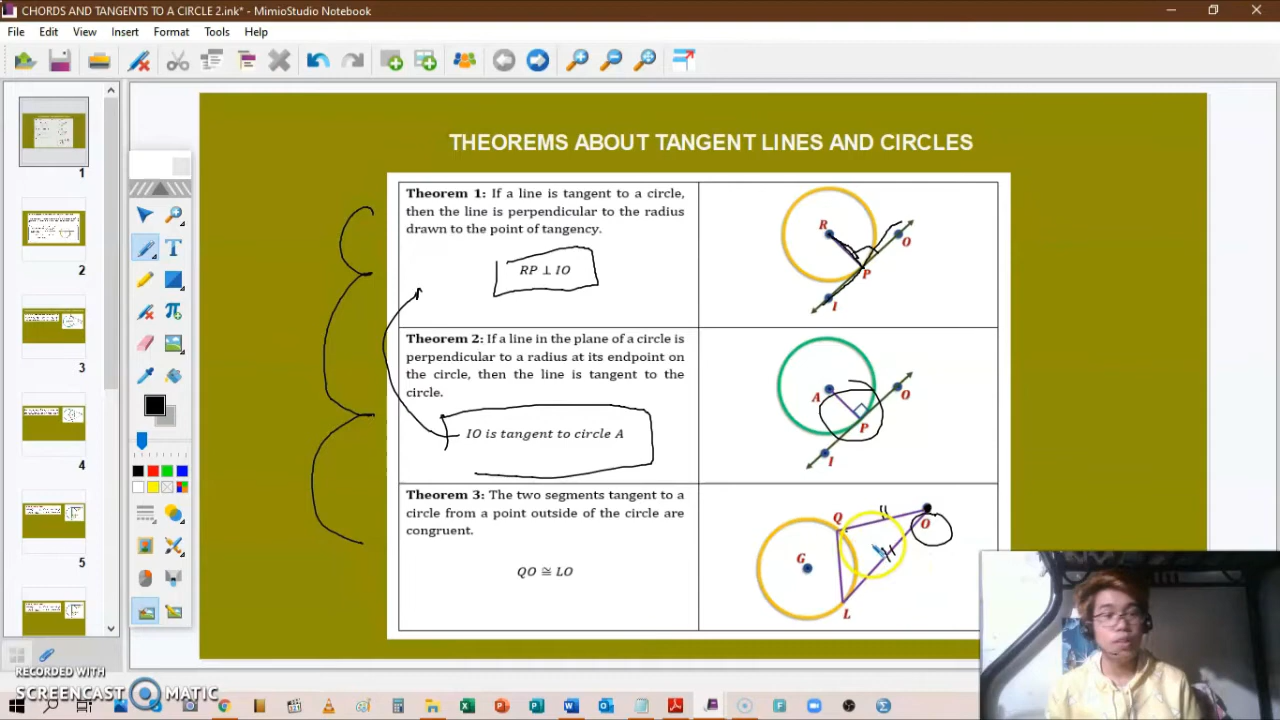 CHORDS AND TANGENTS TO A CIRCLE 2.ink* - MimioStudio Notebook
File Edit View Insert Format Tools Help
THEOREMS ABOUT TANGENT LINES AND CIRCLES
Theorem 1: If a line is tangent to a circle,
then the line is perpendicular to the radius
drawn to the point of tangency.
RP ⊥ IO
R
O
P
I
Theorem 2: If a line in the plane of a circle is
perpendicular to a radius at its endpoint on
the circle, then the line is tangent to the
circle.
IO is tangent to circle A
A
O
P
I
Theorem 3: The two segments tangent to a
circle from a point outside of the circle are
congruent.
QO ≅ LO
Q
O
G
L
1
2
3
4
5
RECORDED WITH
SCREENCAST MATIC